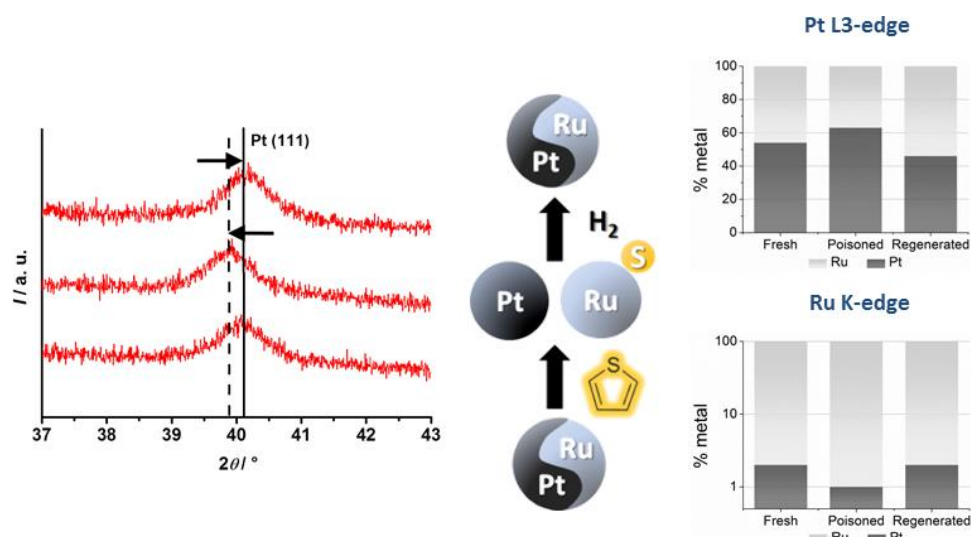 Pt (111)
I / a. u.
37 38 39 40 41 42 43
2θ/ °
Ru
Pt
H2
S
Pt
Ru
S
Ru
Pt
Pt L3-edge
100
80
60
40
20
0
% metal
Fresh Poisoned Regenerated
Ru Pt
Ru K-edge
100
10
1
% metal
Fresh Poisoned Regenerated
Ru Pt